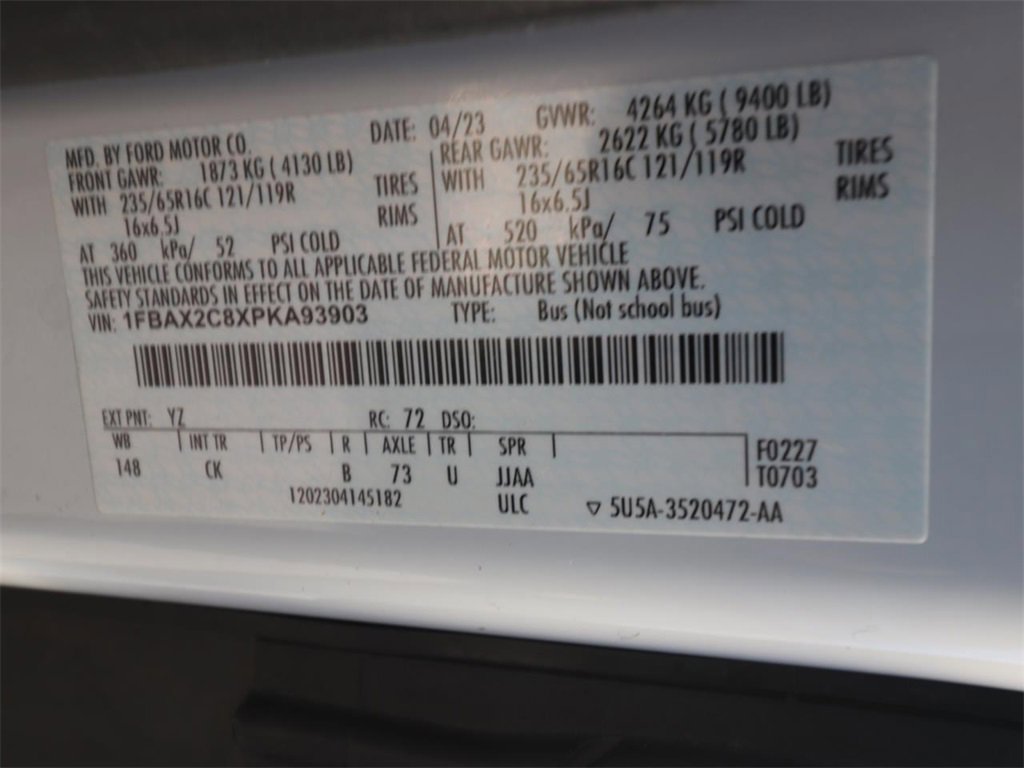 MFD. BY FORD MOTOR CO. DATE: 04/23 GVWR: 4264 KG ( 9400 LB)
FRONT GAWR: 1873 KG ( 4130 LB) REAR GAWR: 2622 KG ( 5780 LB)
WITH 235/65R16C 121/119R TIRES WITH 235/65R16C 121/119R TIRES
16x6.5J RIMS 16x6.5J RIMS
AT 360 kPa/ 52 PSI COLD AT 520 kPa/ 75 PSI COLD
THIS VEHICLE CONFORMS TO ALL APPLICABLE FEDERAL MOTOR VEHICLE
SAFETY STANDARDS IN EFFECT ON THE DATE OF MANUFACTURE SHOWN ABOVE.
VIN: 1FBAX2C8XPKA93903 TYPE: Bus (Not school bus)
EXT PNT: YZ RC: 72 DSO:
WB INT TR TP/PS R AXLE TR SPR F0227
148 CK B 73 U JJAA T0703
1202304145182 ULC ▽ 5U5A-3520472-AA